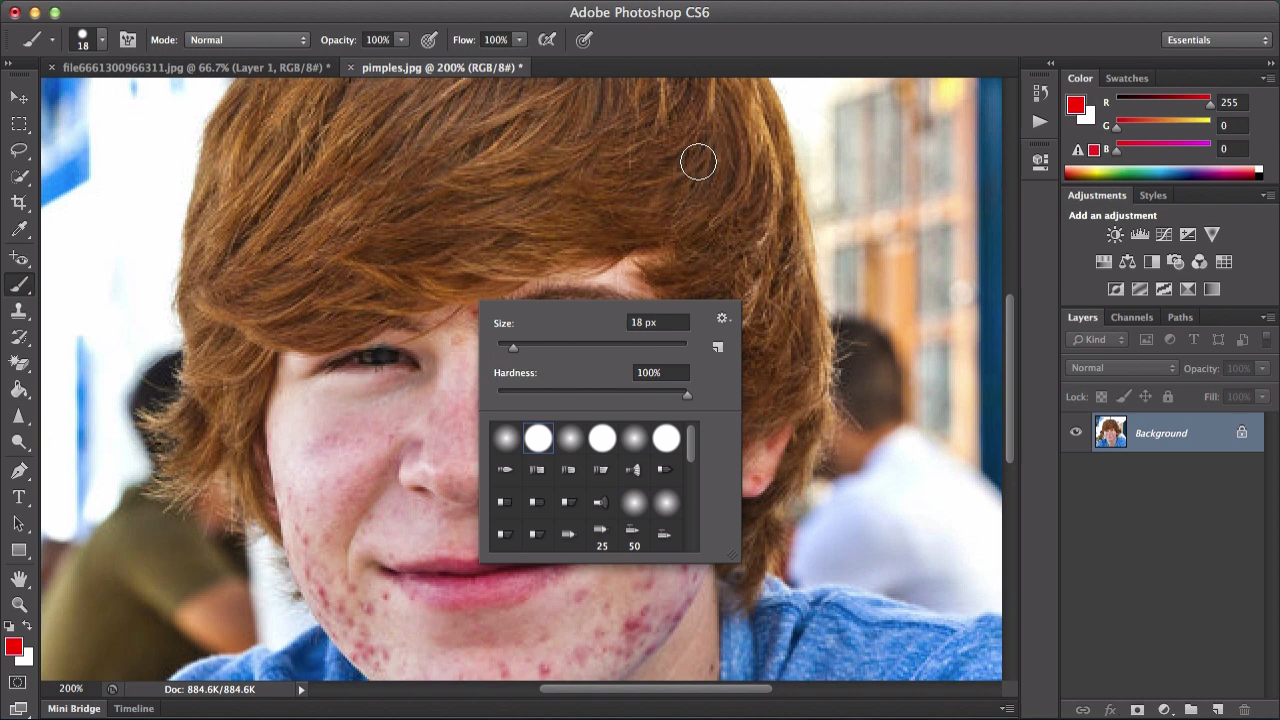 Adobe Photoshop CS6
18
Mode: Normal
Opacity: 100%
Flow: 100%
Essentials
file6661300966311.jpg @ 66.7% (Layer 1, RGB/8#) *
pimples.jpg @ 200% (RGB/8#) *
Color Swatches
R 255
G 0
B 0
Adjustments Styles
Add an adjustment
Layers Channels Paths
Kind
Normal Opacity: 100%
Lock: Fill: 100%
Background
Size: 18 px
Hardness: 100%
25 50
200% Doc: 884.6K/884.6K
Mini Bridge Timeline